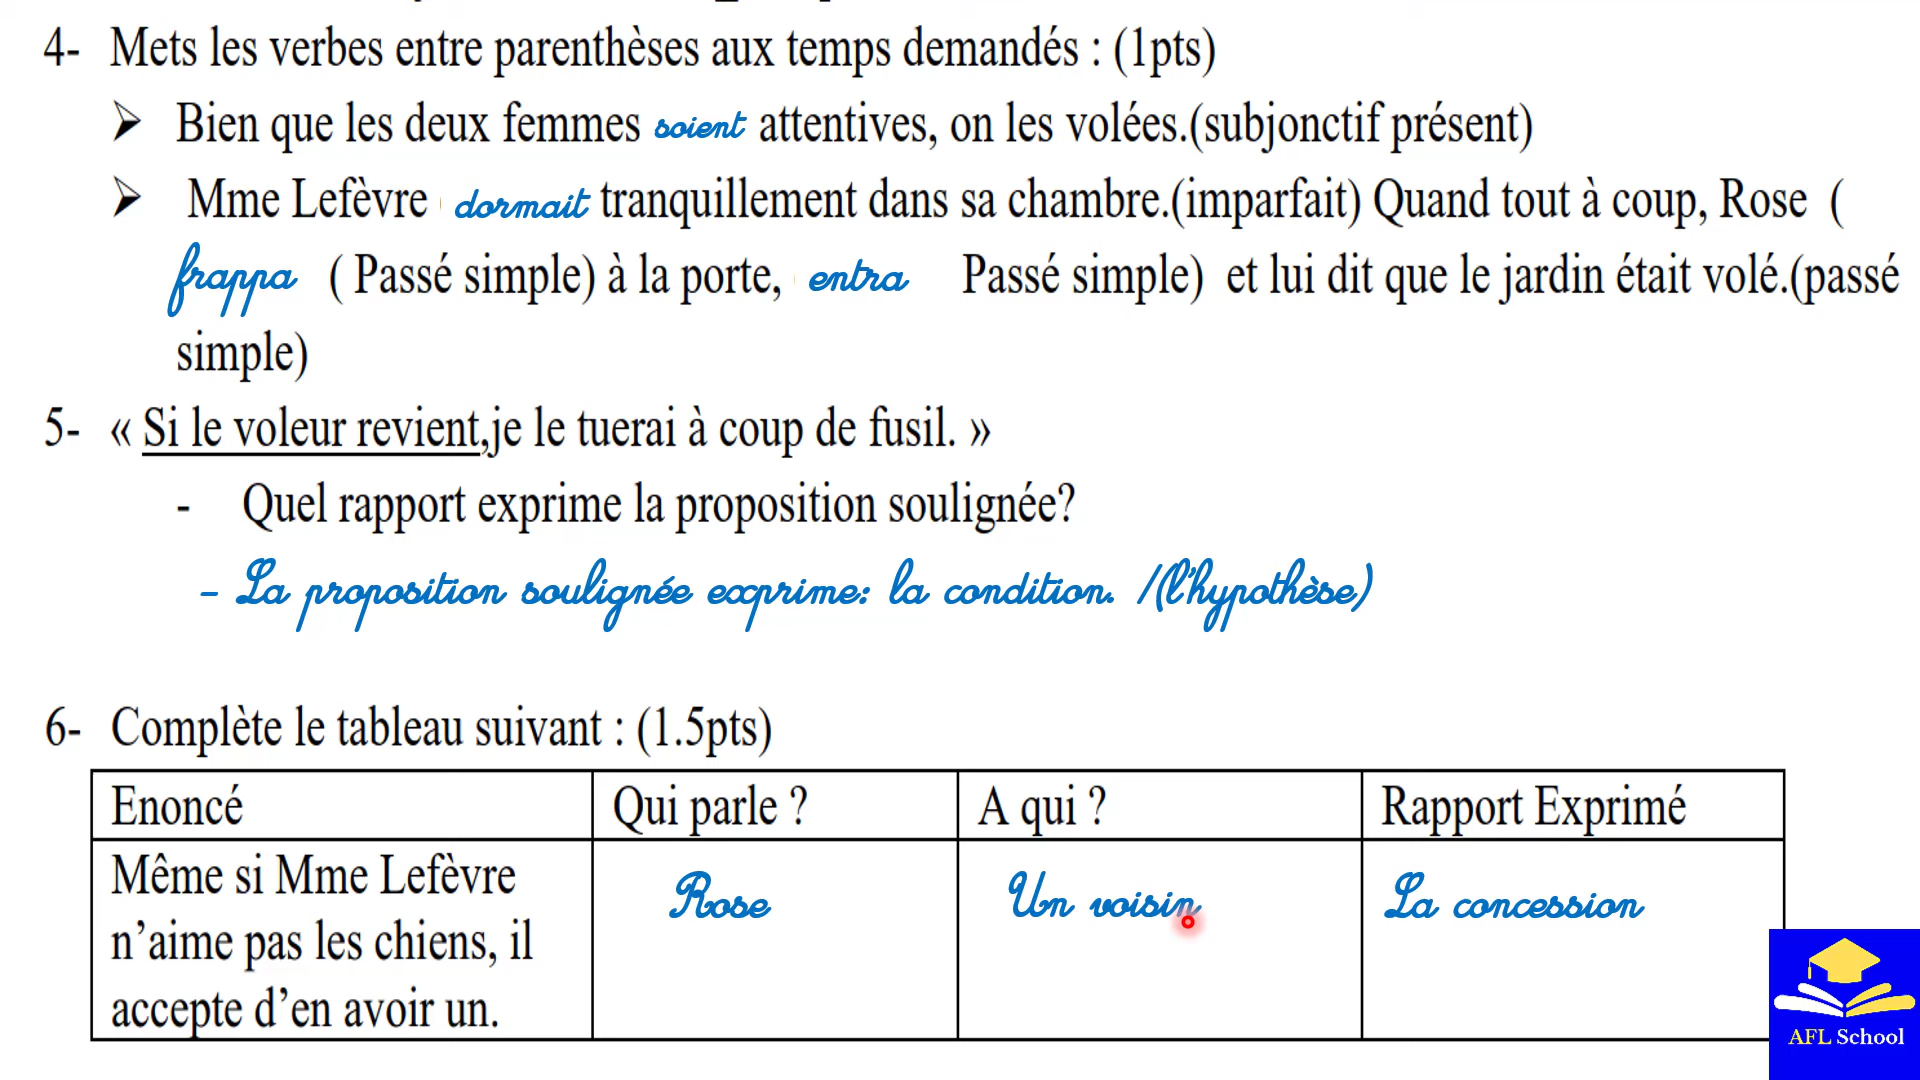 4- Mets les verbes entre parenthèses aux temps demandés : (1pts)
➢ Bien que les deux femmes soient attentives, on les volées.(subjonctif présent)
➢ Mme Lefèvre ( dormait tranquillement dans sa chambre.(imparfait) Quand tout à coup, Rose (
frappa ( Passé simple) à la porte, entra Passé simple) et lui dit que le jardin était volé.(passé
simple)
5- « Si le voleur revient,je le tuerai à coup de fusil. »
- Quel rapport exprime la proposition soulignée?
- La proposition soulignée exprime: la condition. /(l'hypothèse)
6- Complète le tableau suivant : (1.5pts)
Enoncé Qui parle ? A qui ? Rapport Exprimé
Même si Mme Lefèvre
n'aime pas les chiens, il
accepte d'en avoir un.
Rose Un voisin La concession
AFL School